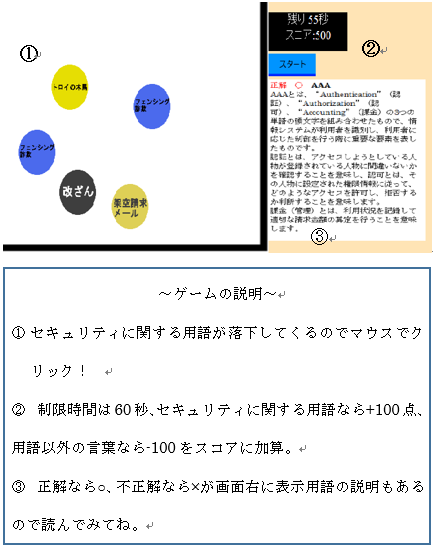 ①
トロイの木馬
フェンシング
詐欺
フェンシング
詐欺
改ざん
架空請求
メール
残り 55秒
スコア:500
②
スタート
正解 ○ AAA
AAAとは、“Authentication”（認
証）、“Authorization”（認
可）、“Accounting”（課金）の3つの
単語の頭文字を組み合わせたもので、情
報システムが利用者を識別し、利用者に
応じた制御を行う際に重要な要素を表し
たものです。
認証とは、アクセスしようとしている人
物が登録されている人物に間違いないか
を確認することを意味し、認可とは、そ
の人物に設定された権限情報に従って、
どのようなアクセスを許可し、拒否する
か判断することを意味します。
課金（管理）とは、利用状況を記録して
適切な請求金額の算定を行うことを意味
します。
③
～ゲームの説明～
① セキュリティに関する用語が落下してくるのでマウスでク
リック！
② 制限時間は60秒、セキュリティに関する用語なら+100点、
用語以外の言葉なら-100をスコアに加算。
③ 正解なら○、不正解なら×が画面右に表示用語の説明もある
ので読んでみてね。